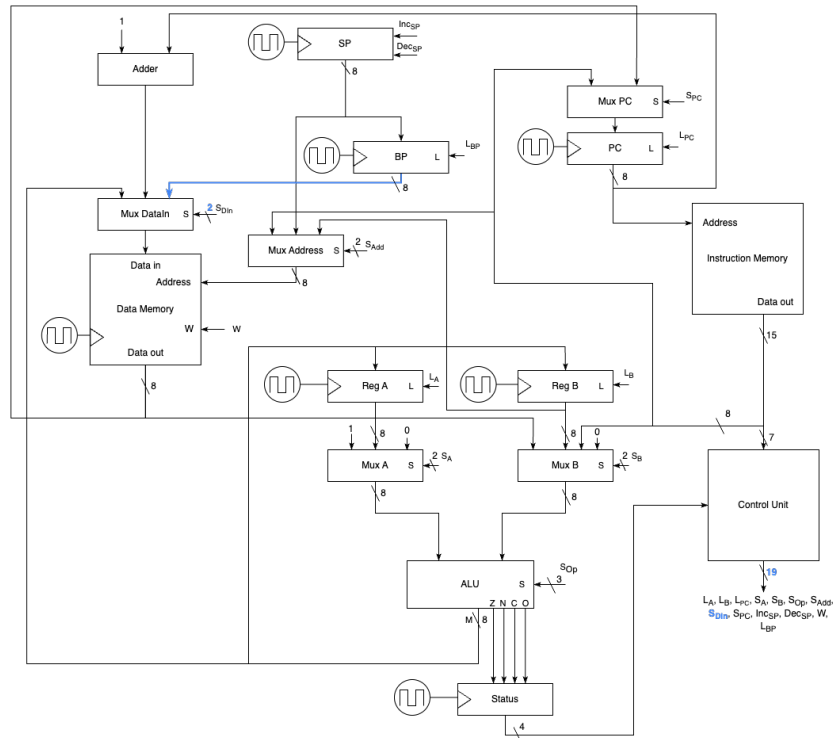 1
Adder
SP
Inc_SP
Dec_SP
8
Mux PC S
S_PC
PC L
L_PC
8
BP L
L_BP
8
Mux DataIn S
2 S_DIn
Mux Address S
2 S_Add
8
Data in
Address
Data Memory
W
W
Data out
8
Address
Instruction Memory
Data out
15
Reg A L
L_A
Reg B L
L_B
8
7
1
8
0
Mux A S
2 S_A
8
8
0
Mux B S
2 S_B
8
Control Unit
19
L_A, L_B, L_PC, S_A, S_B, S_Op, S_Add,
S_DIn, S_PC, Inc_SP, Dec_SP, W,
L_BP
ALU S
S_Op
3
Z N C O
M 8
Status
4